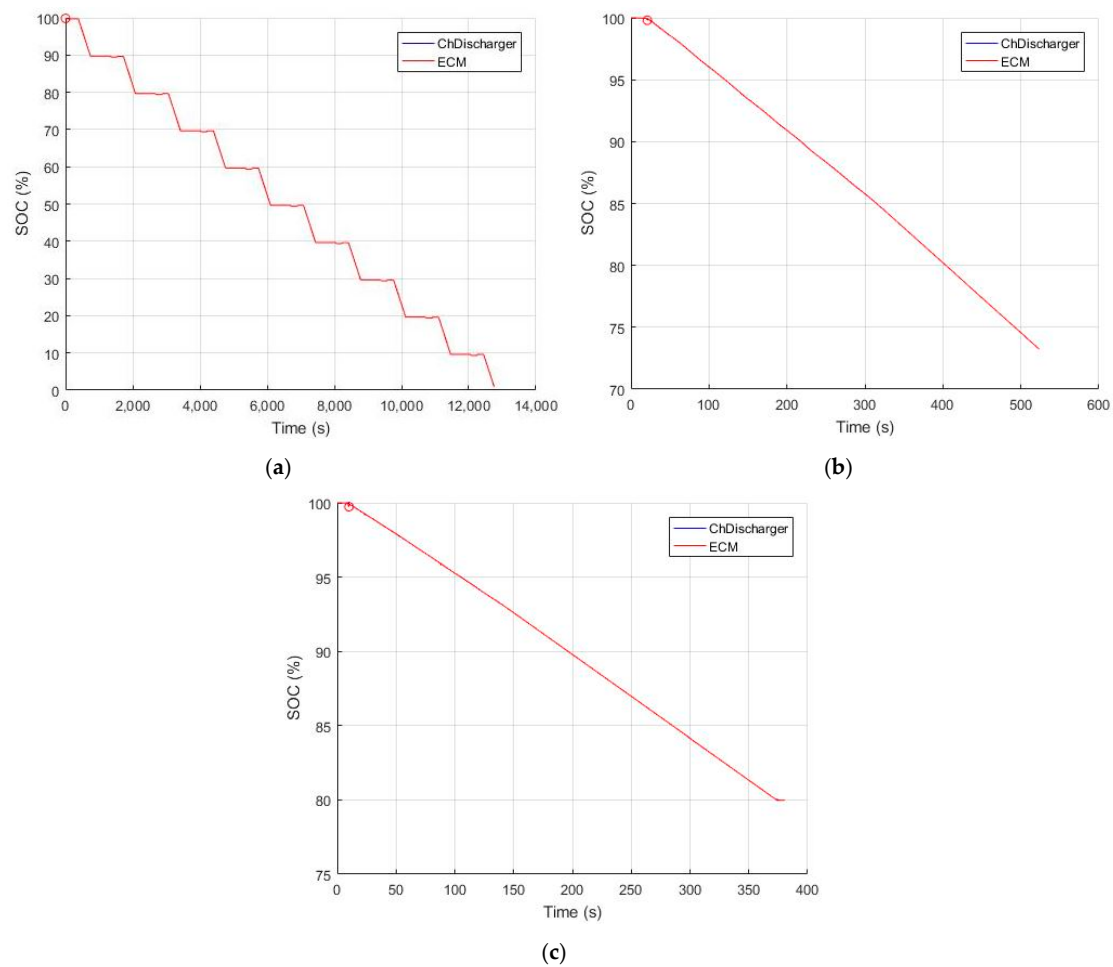 100
90
80
70
60
50
40
30
20
10
0
SOC (%)
0 2,000 4,000 6,000 8,000 10,000 12,000 14,000
Time (s)
ChDischarger
ECM
(a)
100
95
90
85
80
75
70
SOC (%)
0 100 200 300 400 500 600
Time (s)
ChDischarger
ECM
(b)
100
95
90
85
80
75
SOC (%)
0 50 100 150 200 250 300 350 400
Time (s)
ChDischarger
ECM
(c)